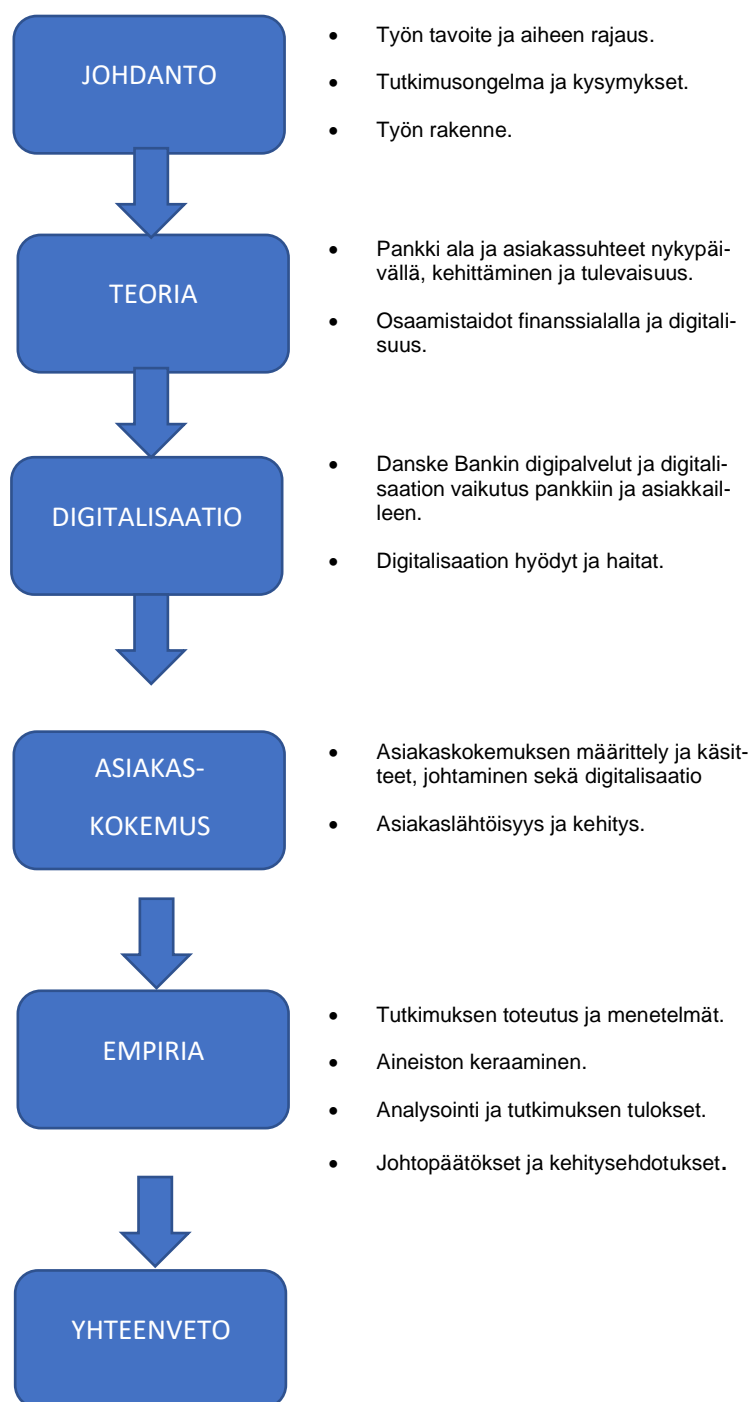 JOHDANTO
• Työn tavoite ja aiheen rajaus.
• Tutkimusongelma ja kysymykset.
• Työn rakenne.
TEORIA
• Pankki ala ja asiakassuhteet nykypäi-
vällä, kehittäminen ja tulevaisuus.
• Osaamistaidot finanssialalla ja digitali-
suus.
DIGITALISAATIO
• Danske Bankin digipalvelut ja digitali-
saation vaikutus pankkiin ja asiakkail-
leen.
• Digitalisaation hyödyt ja haitat.
ASIAKAS-
KOKEMUS
• Asiakaskokemuksen määrittely ja käsit-
teet, johtaminen sekä digitalisaatio
• Asiakaslähtöisyys ja kehitys.
EMPIRIA
• Tutkimuksen toteutus ja menetelmät.
• Aineiston keraaminen.
• Analysointi ja tutkimuksen tulokset.
• Johtopäätökset ja kehitysehdotukset.
YHTEENVETO